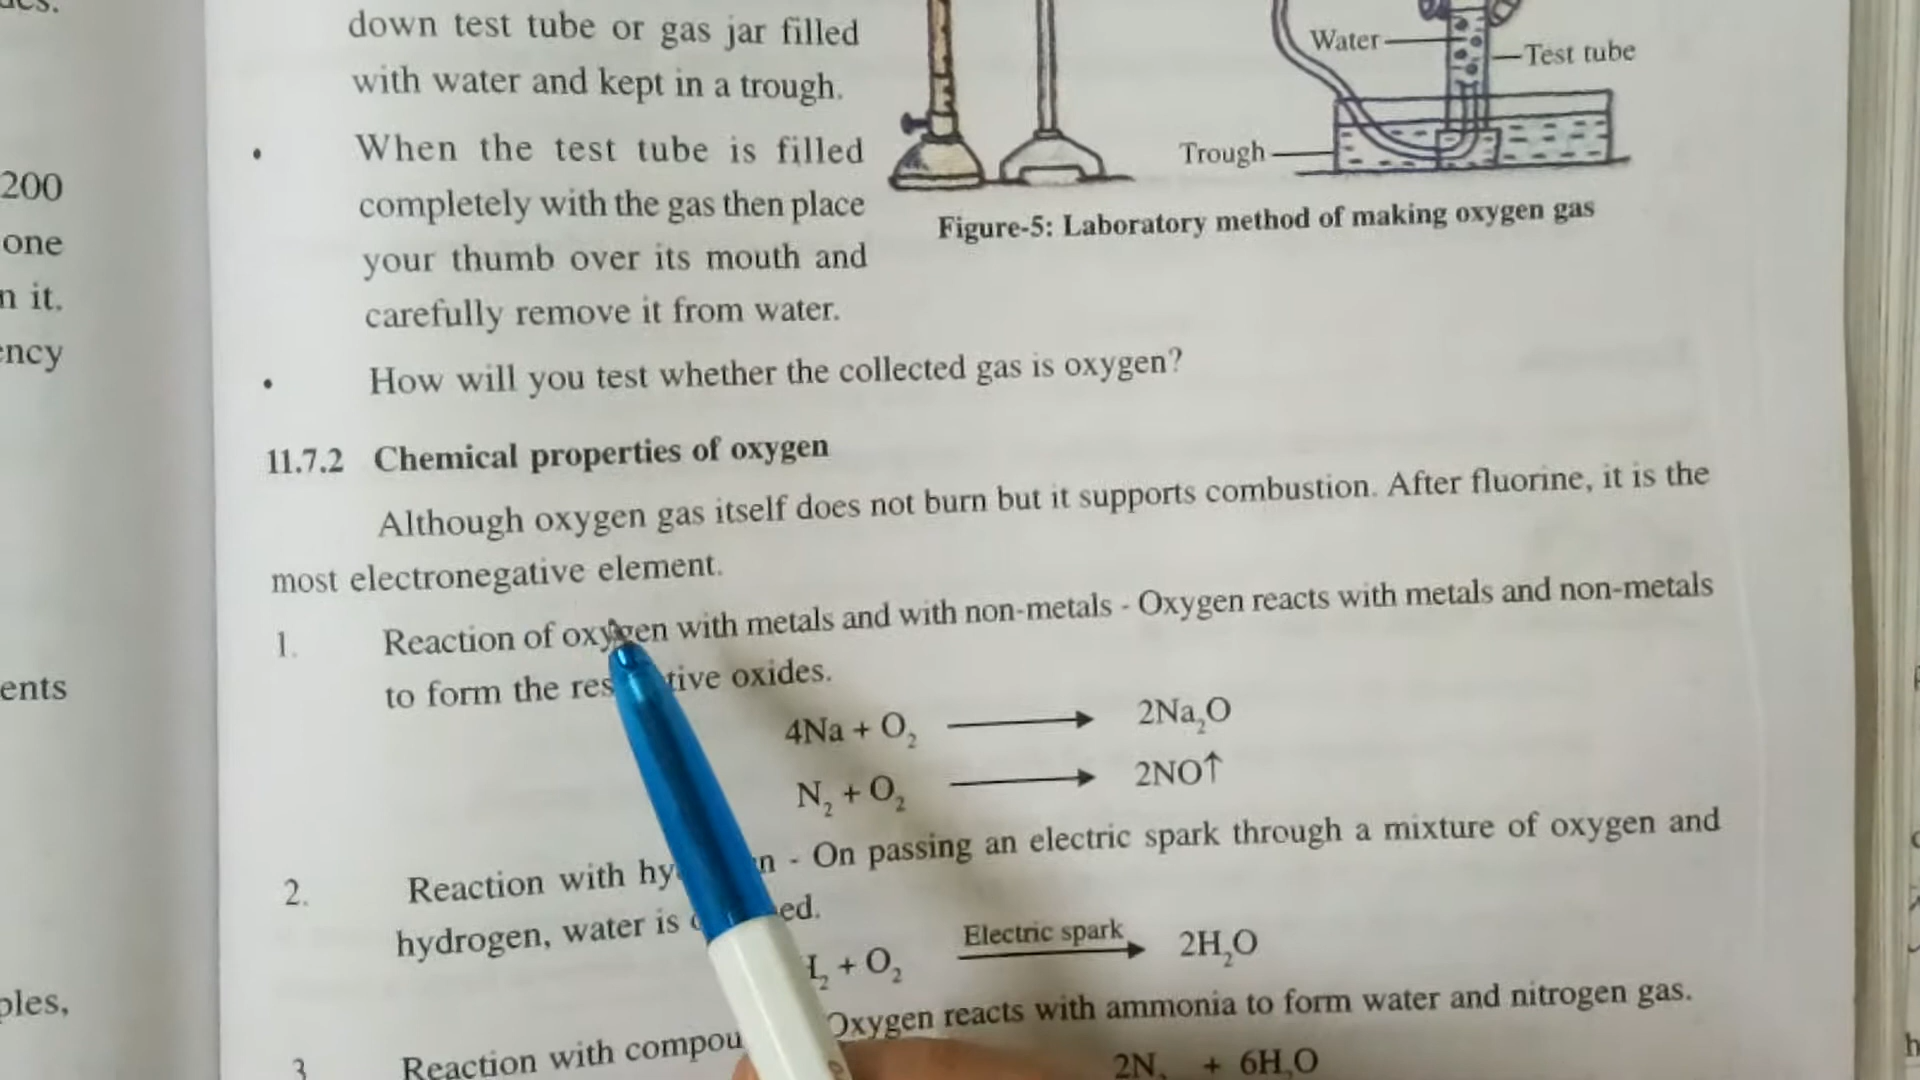 200
one
n it.
ency
ents
ples,
down test tube or gas jar filled
with water and kept in a trough.
• When the test tube is filled
completely with the gas then place
your thumb over its mouth and
carefully remove it from water.
Water
Test tube
Trough
Figure-5: Laboratory method of making oxygen gas
• How will you test whether the collected gas is oxygen?
11.7.2 Chemical properties of oxygen
Although oxygen gas itself does not burn but it supports combustion. After fluorine, it is the
most electronegative element.
1. Reaction of oxygen with metals and with non-metals - Oxygen reacts with metals and non-metals
to form the res tive oxides.
4Na + O₂ ⟶ 2Na₂O
N₂ + O₂ ⟶ 2NO↑
2. Reaction with hy n - On passing an electric spark through a mixture of oxygen and
hydrogen, water is ed.
₂ + O₂ Electric spark ⟶ 2H₂O
3 Reaction with compou Oxygen reacts with ammonia to form water and nitrogen gas.
2N + 6H₂O